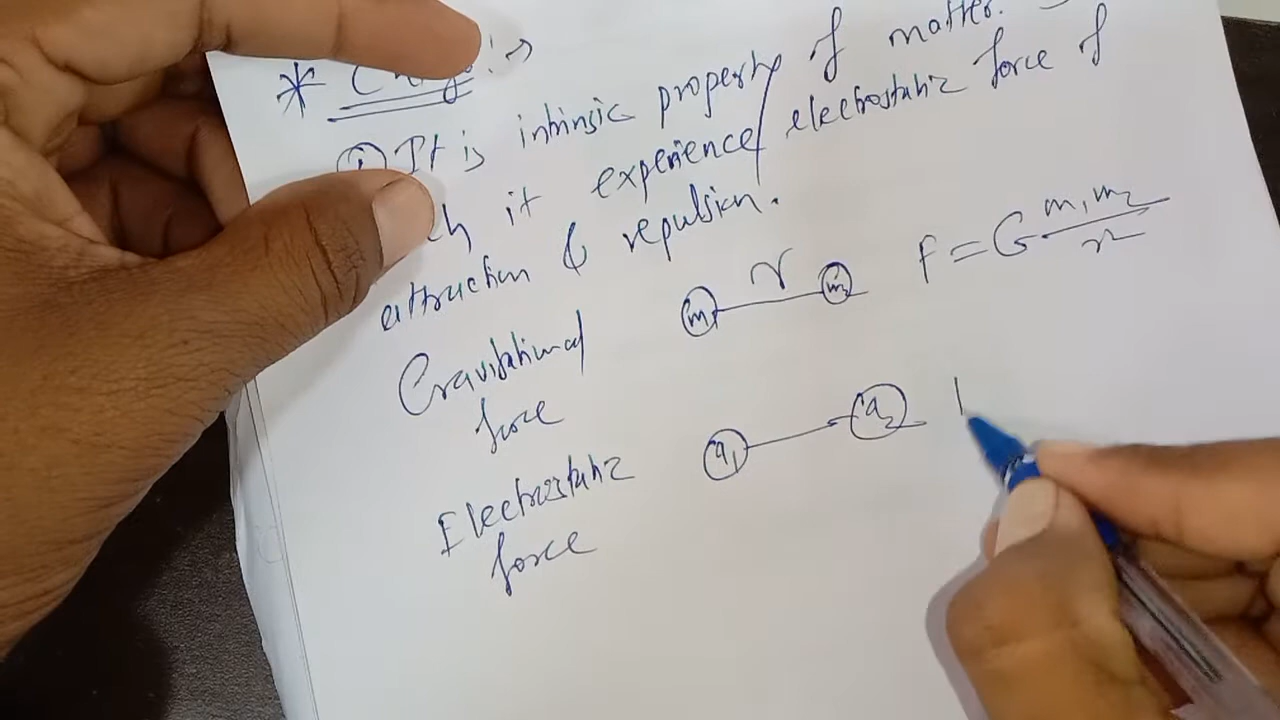 * Charge :→
① It is intrinsic property of matter.
it experience electrostatic force of
attraction & repulsion.
Gravitational force m₁ r m₂ F = G m₁m₂ / r²
Electrostatic force q₁ q₂